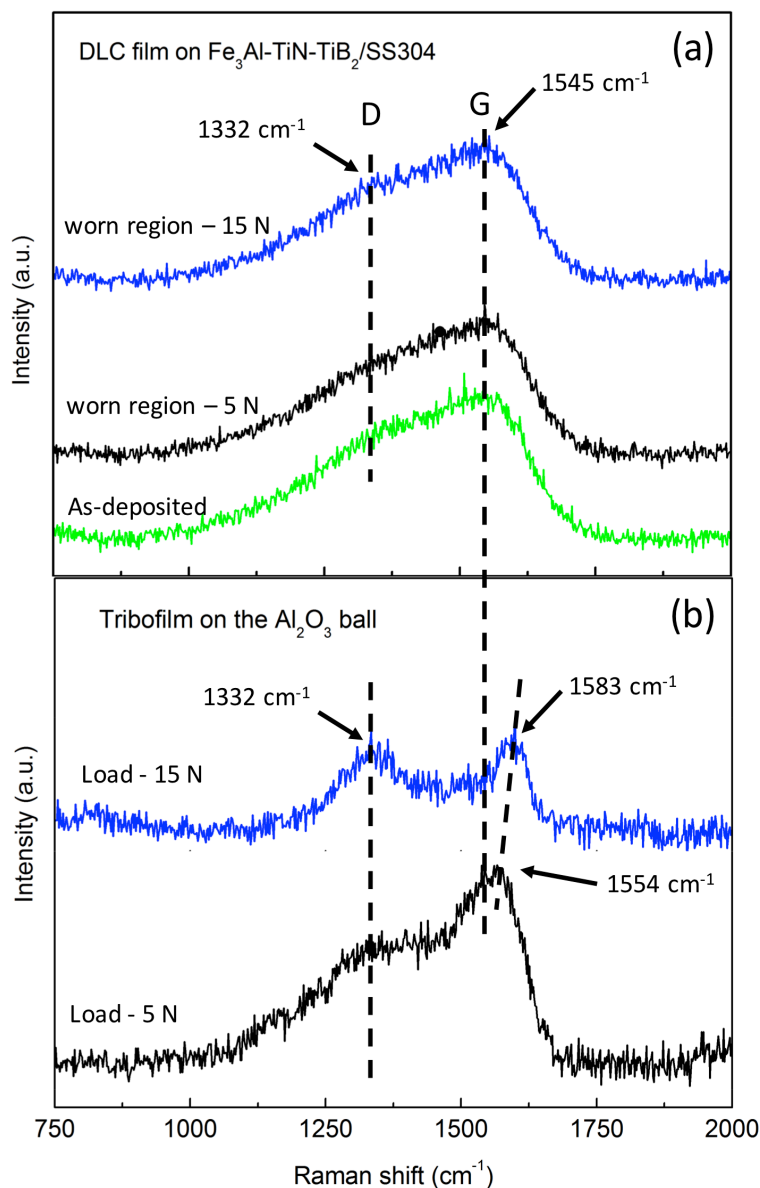 DLC film on Fe₃Al-TiN-TiB₂/SS304
(a)
1545 cm⁻¹
D
G
1332 cm⁻¹
worn region – 15 N
worn region – 5 N
As-deposited
Intensity (a.u.)
Tribofilm on the Al₂O₃ ball
(b)
1332 cm⁻¹
1583 cm⁻¹
Load - 15 N
1554 cm⁻¹
Load - 5 N
Intensity (a.u.)
750 1000 1250 1500 1750 2000
Raman shift (cm⁻¹)